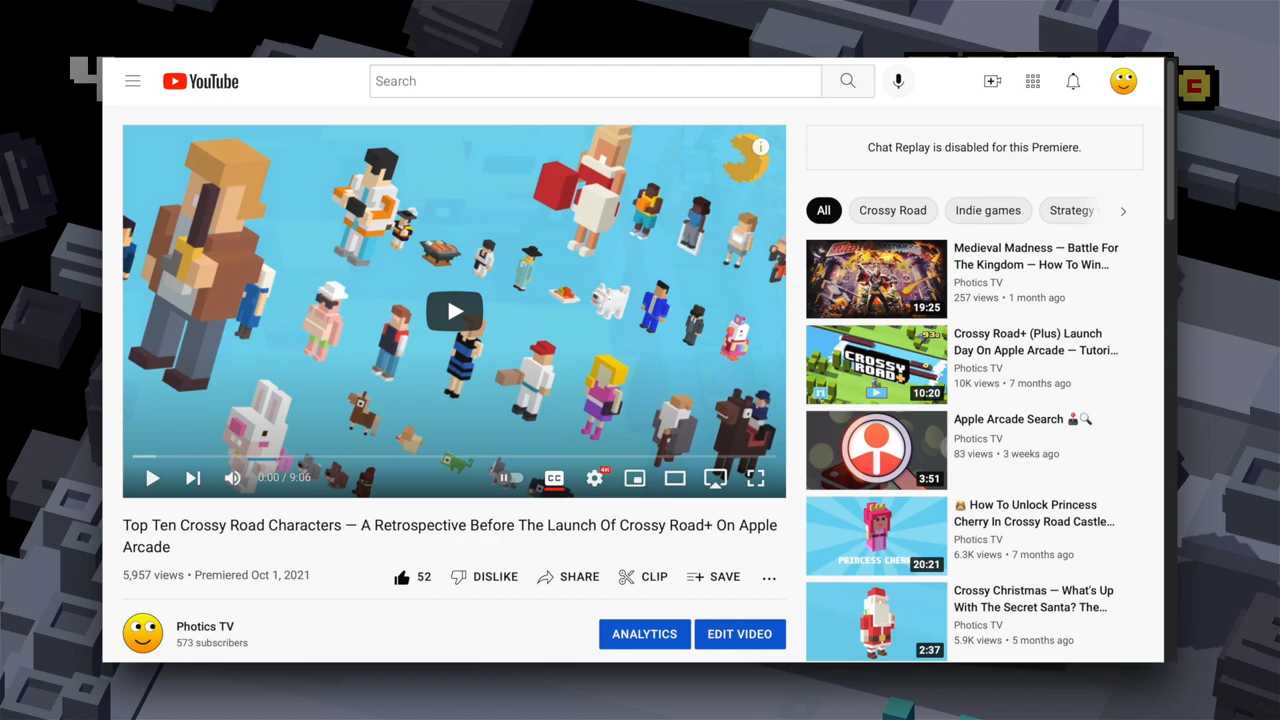 4
YouTube
Search
C
Chat Replay is disabled for this Premiere.
All
Crossy Road
Indie games
Strategy
Medieval Madness — Battle For
The Kingdom — How To Win...
Photics TV
257 views • 1 month ago
19:25
Crossy Road+ (Plus) Launch
Day On Apple Arcade — Tutori...
Photics TV
10K views • 7 months ago
CROSSY
ROAD+
10:20
Apple Arcade Search 🕹️🔍
Photics TV
83 views • 3 weeks ago
3:51
👸 How To Unlock Princess
Cherry In Crossy Road Castle...
Photics TV
6.3K views • 7 months ago
PRINCESS CHERR
20:21
Crossy Christmas — What's Up
With The Secret Santa? The...
Photics TV
5.9K views • 5 months ago
2:37
0:00 / 9:06
CC
4K
Top Ten Crossy Road Characters — A Retrospective Before The Launch Of Crossy Road+ On Apple
Arcade
5,957 views • Premiered Oct 1, 2021
52
DISLIKE
SHARE
CLIP
SAVE
Photics TV
573 subscribers
ANALYTICS
EDIT VIDEO